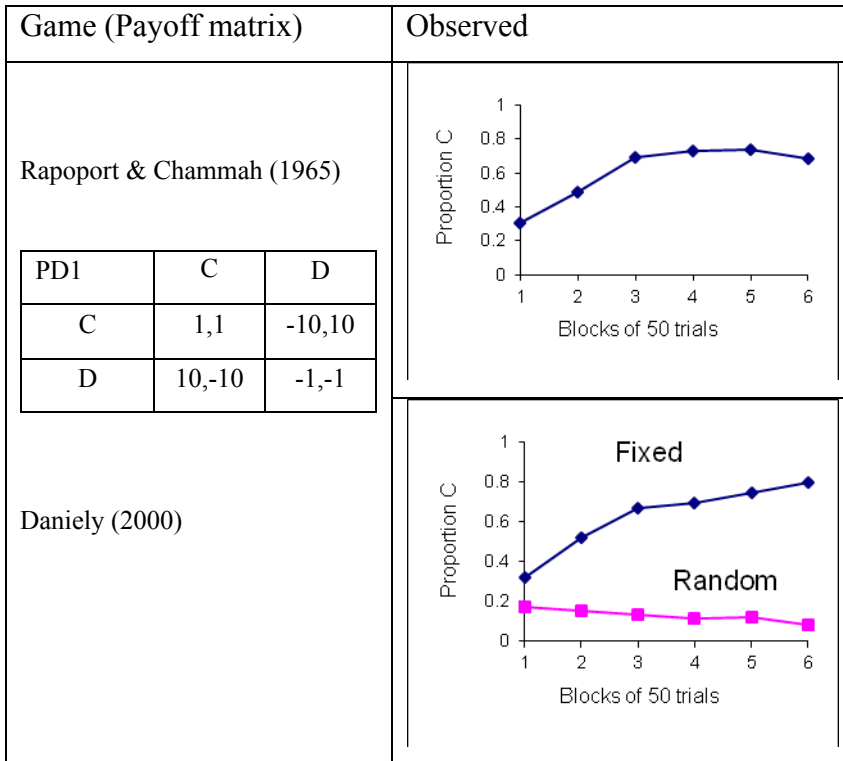 Game (Payoff matrix)
Observed
Rapoport & Chammah (1965)
PD1 C D
C 1,1 -10,10
D 10,-10 -1,-1
Proportion C
1
0.8
0.6
0.4
0.2
0
1 2 3 4 5 6
Blocks of 50 trials
Daniely (2000)
Proportion C
1
0.8
0.6
0.4
0.2
0
Fixed
Random
1 2 3 4 5 6
Blocks of 50 trials